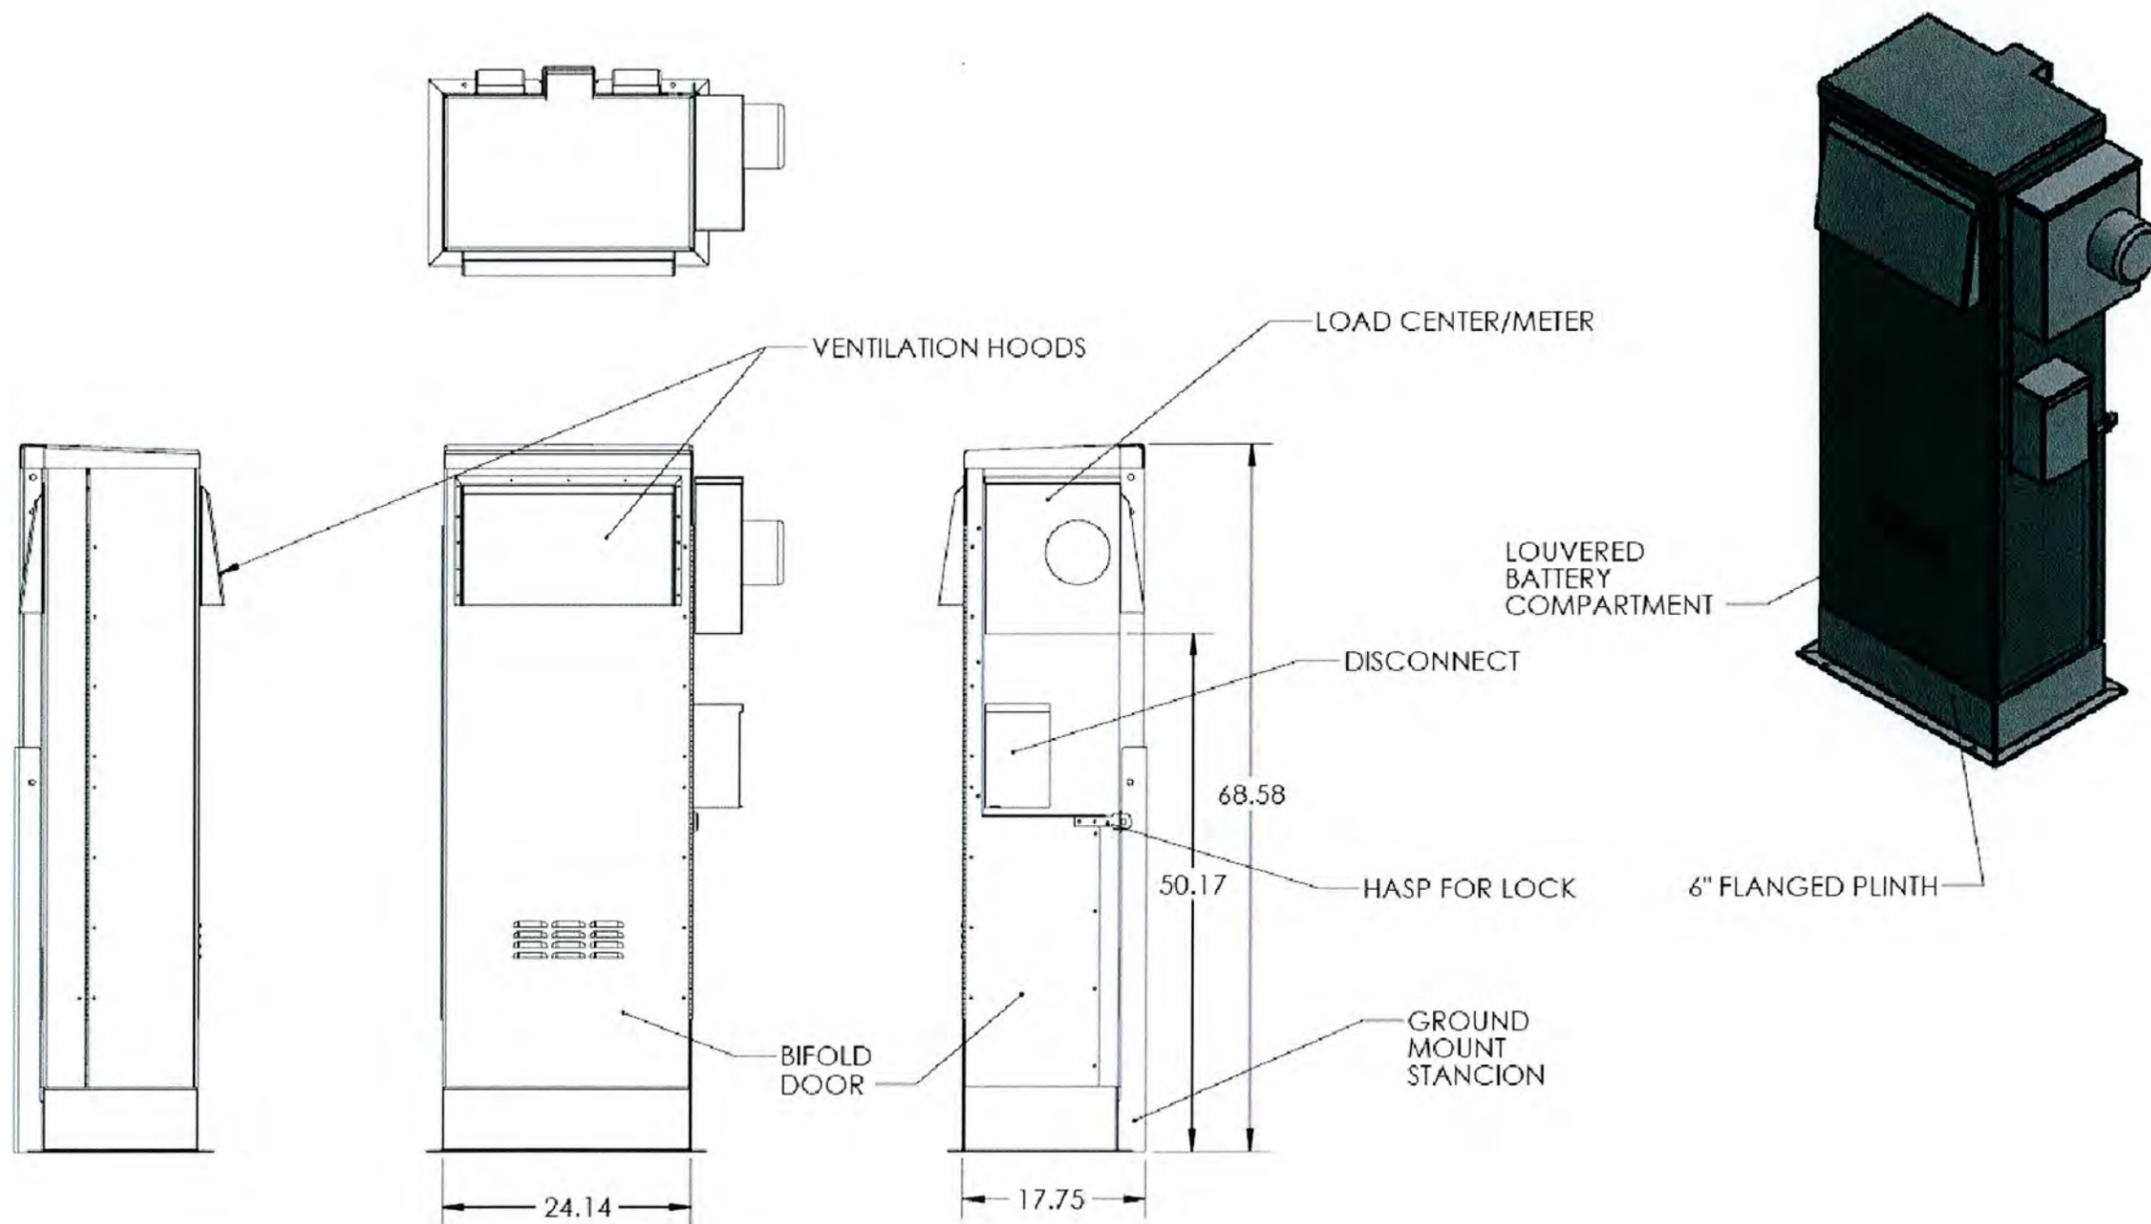 VENTILATION HOODS
LOAD CENTER/METER
LOUVERED
BATTERY
COMPARTMENT
DISCONNECT
68.58
50.17
HASP FOR LOCK
6" FLANGED PLINTH
GROUND
MOUNT
STANCION
BIFOLD
DOOR
24.14
17.75